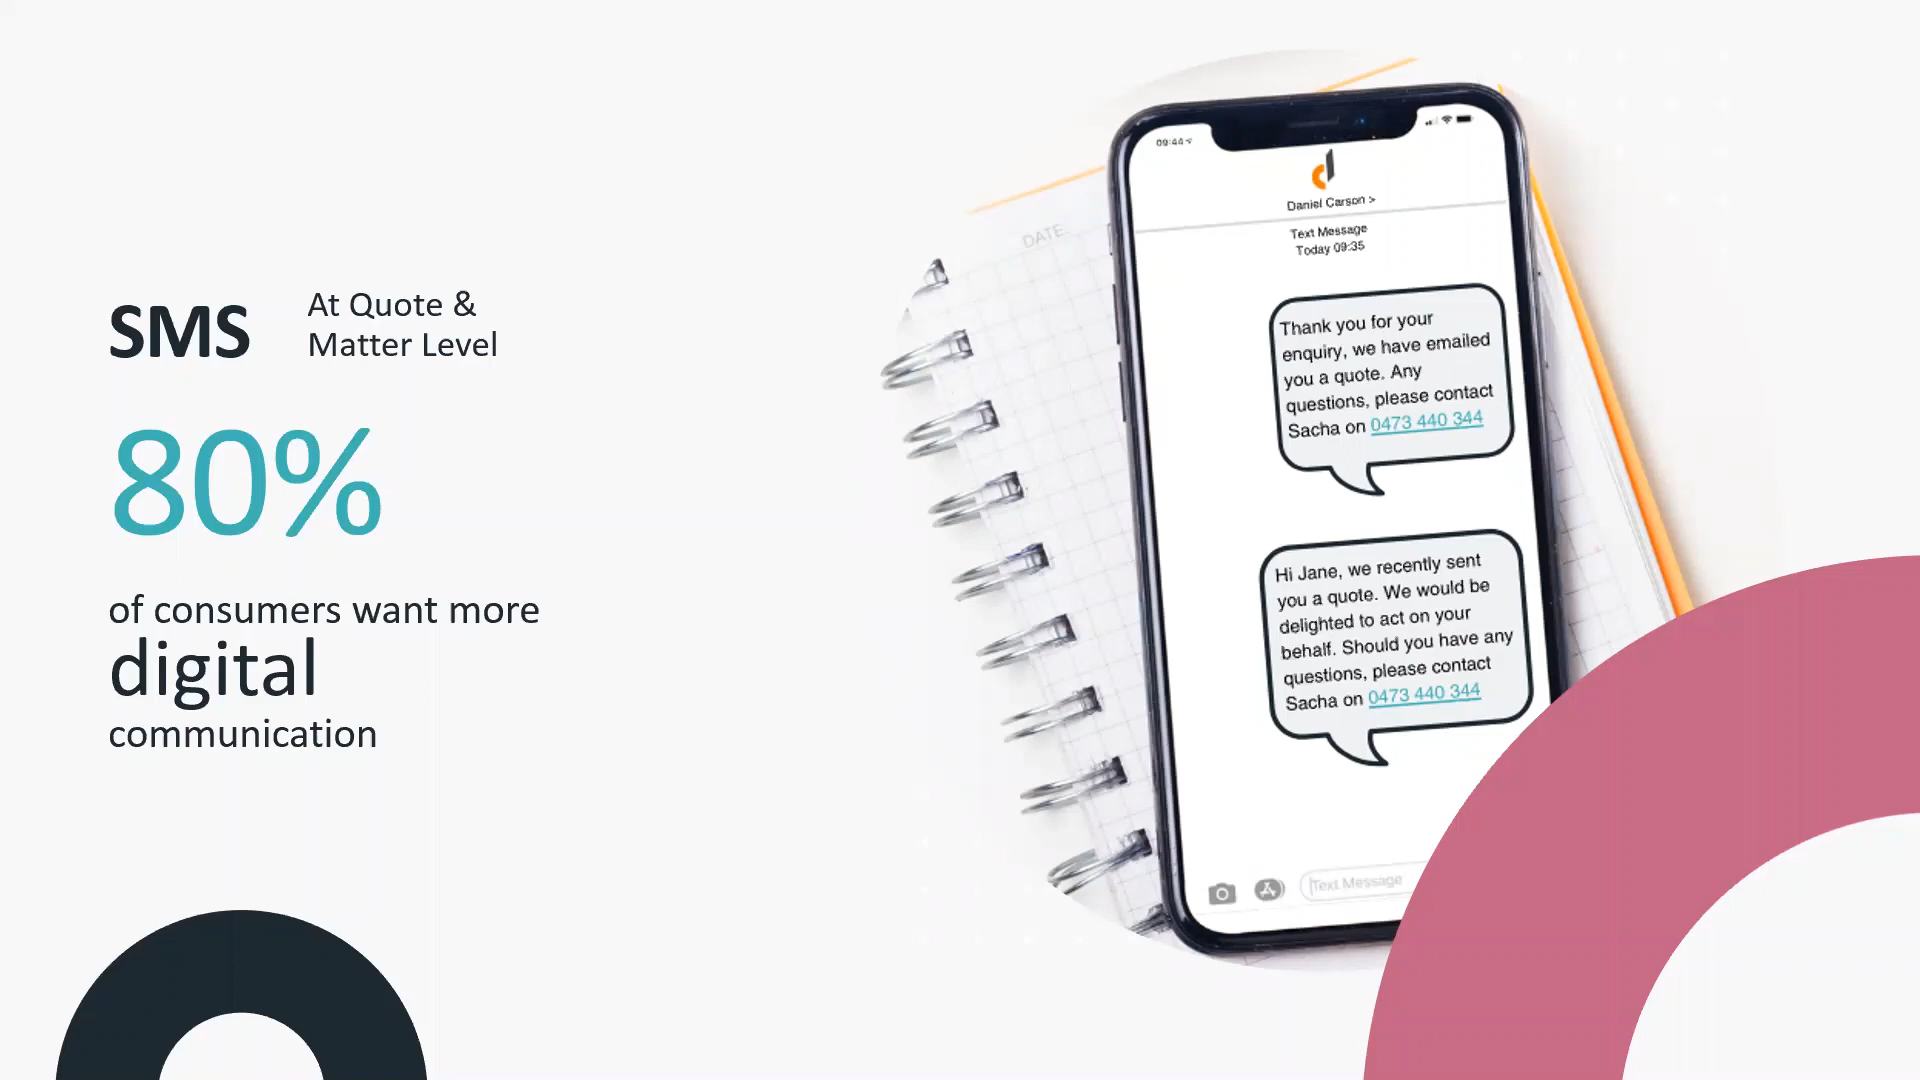 SMS
At Quote &
Matter Level
80%
of consumers want more
digital
communication
DATE
09:44
Daniel Carson >
Text Message
Today 09:35
Thank you for your
enquiry, we have emailed
you a quote. Any
questions, please contact
Sacha on 0473 440 344
Hi Jane, we recently sent
you a quote. We would be
delighted to act on your
behalf. Should you have any
questions, please contact
Sacha on 0473 440 344
Text Message